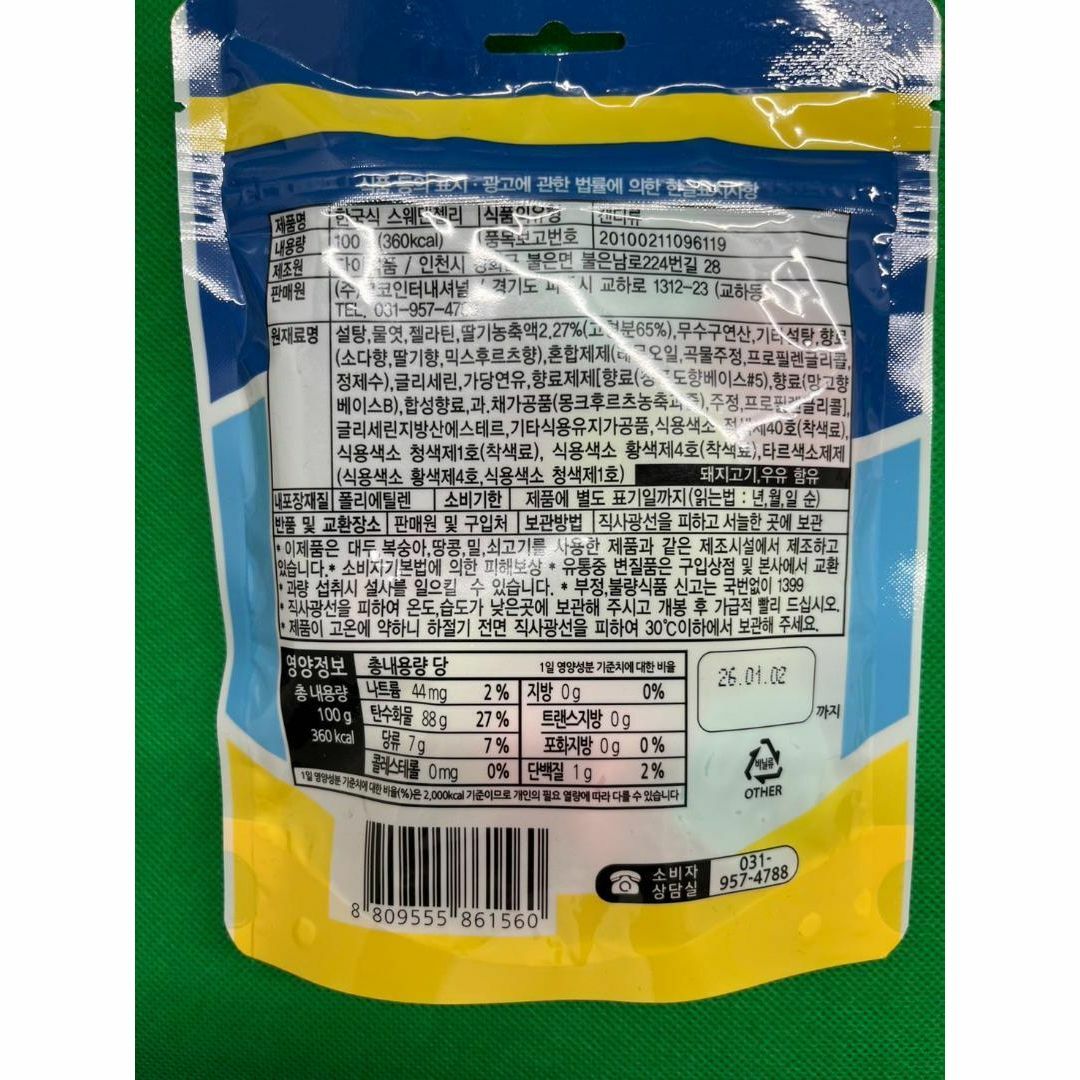 식품 등의 표시·광고에 관한 법률에 의한 한글표시사항
제품명 한국식 스웨덴젤리 식품의유형 캔디류
내용량 100 (360kcal) 품목보고번호 20100211096119
제조원 식품 / 인천시 강화군 불은면 불은남로224번길 28
판매원 코인터내셔널 / 경기도 파주시 교하로 1312-23 (교하동)
TEL, 031-957-47
원재료명 설탕,물엿,젤라틴,딸기농축액2.27%(고형분65%),무수구연산,기타설탕,향료
(소다향,딸기향,믹스후르츠향),혼합제제(레몬오일,곡물주정,프로필렌글리콜,
정제수),글리세린,가당연유,향료제제[향료(청포도향베이스#5),향료(망고향
베이스B),합성향료,과.채가공품(몽크후르츠농축과즙),주정,프로필렌글리콜],
글리세린지방산에스테르,기타식용유지가공품,식용색소 적색제40호(착색료),
식용색소 청색제1호(착색료), 식용색소 황색제4호(착색료),타르색소제제
(식용색소 황색제4호,식용색소 청색제1호) 돼지고기,우유 함유
내포장재질 폴리에틸렌 소비기한 제품에 별도 표기일까지(읽는법 : 년,월,일 순)
반품 및 교환장소 판매원 및 구입처 보관방법 직사광선을 피하고 서늘한 곳에 보관
* 이제품은 대두,복숭아,땅콩,밀,쇠고기를 사용한 제품과 같은 제조시설에서 제조하고
있습니다.* 소비자기본법에 의한 피해보상 * 유통중 변질품은 구입상점 및 본사에서 교환
* 과량 섭취시 설사를 일으킬 수 있습니다. * 부정,불량식품 신고는 국번없이 1399
* 직사광선을 피하여 온도,습도가 낮은곳에 보관해 주시고 개봉 후 가급적 빨리 드십시오.
* 제품이 고온에 약하니 하절기 전면 직사광선을 피하여 30℃이하에서 보관해 주세요.
영양정보 총내용량 당 1일 영양성분 기준치에 대한 비율
총 내용량
100 g
360 kcal
나트륨 44 mg 2 % 지방 0 g 0%
탄수화물 88 g 27 % 트랜스지방 0 g
당류 7 g 7 % 포화지방 0 g 0 %
콜레스테롤 0 mg 0% 단백질 1 g 2 %
1일 영양성분 기준치에 대한 비율(%)은 2,000kcal 기준이므로 개인의 필요 열량에 따라 다를 수 있습니다
26.01.02
까지
비닐류
OTHER
8 809555 861560
소비자
상담실
031-
957-4788